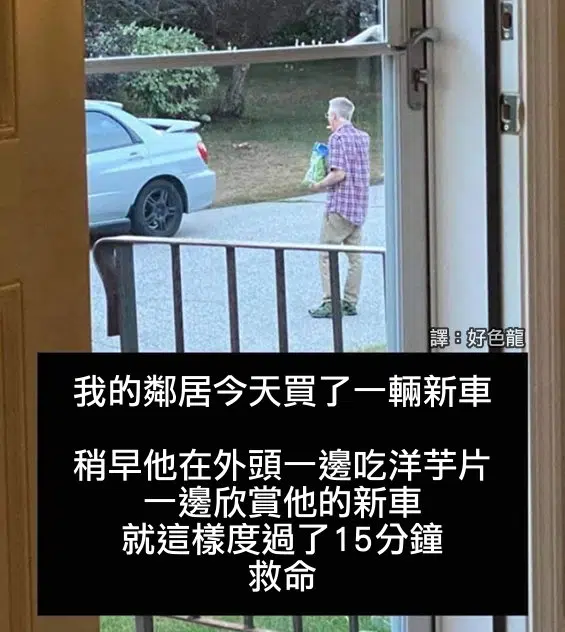 譯：好色龍
我的鄰居今天買了一輛新車
稍早他在外頭一邊吃洋芋片
一邊欣賞他的新車
就這樣度過了15分鐘
救命